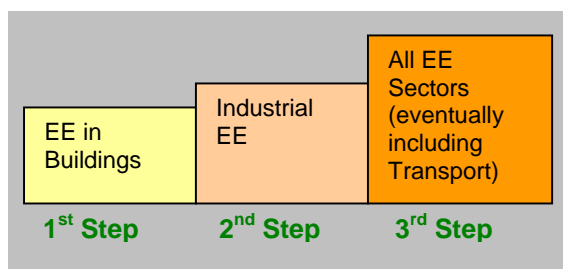 EE in
Buildings
Industrial
EE
All EE
Sectors
(eventually
including
Transport)
1st Step
2nd Step
3rd Step